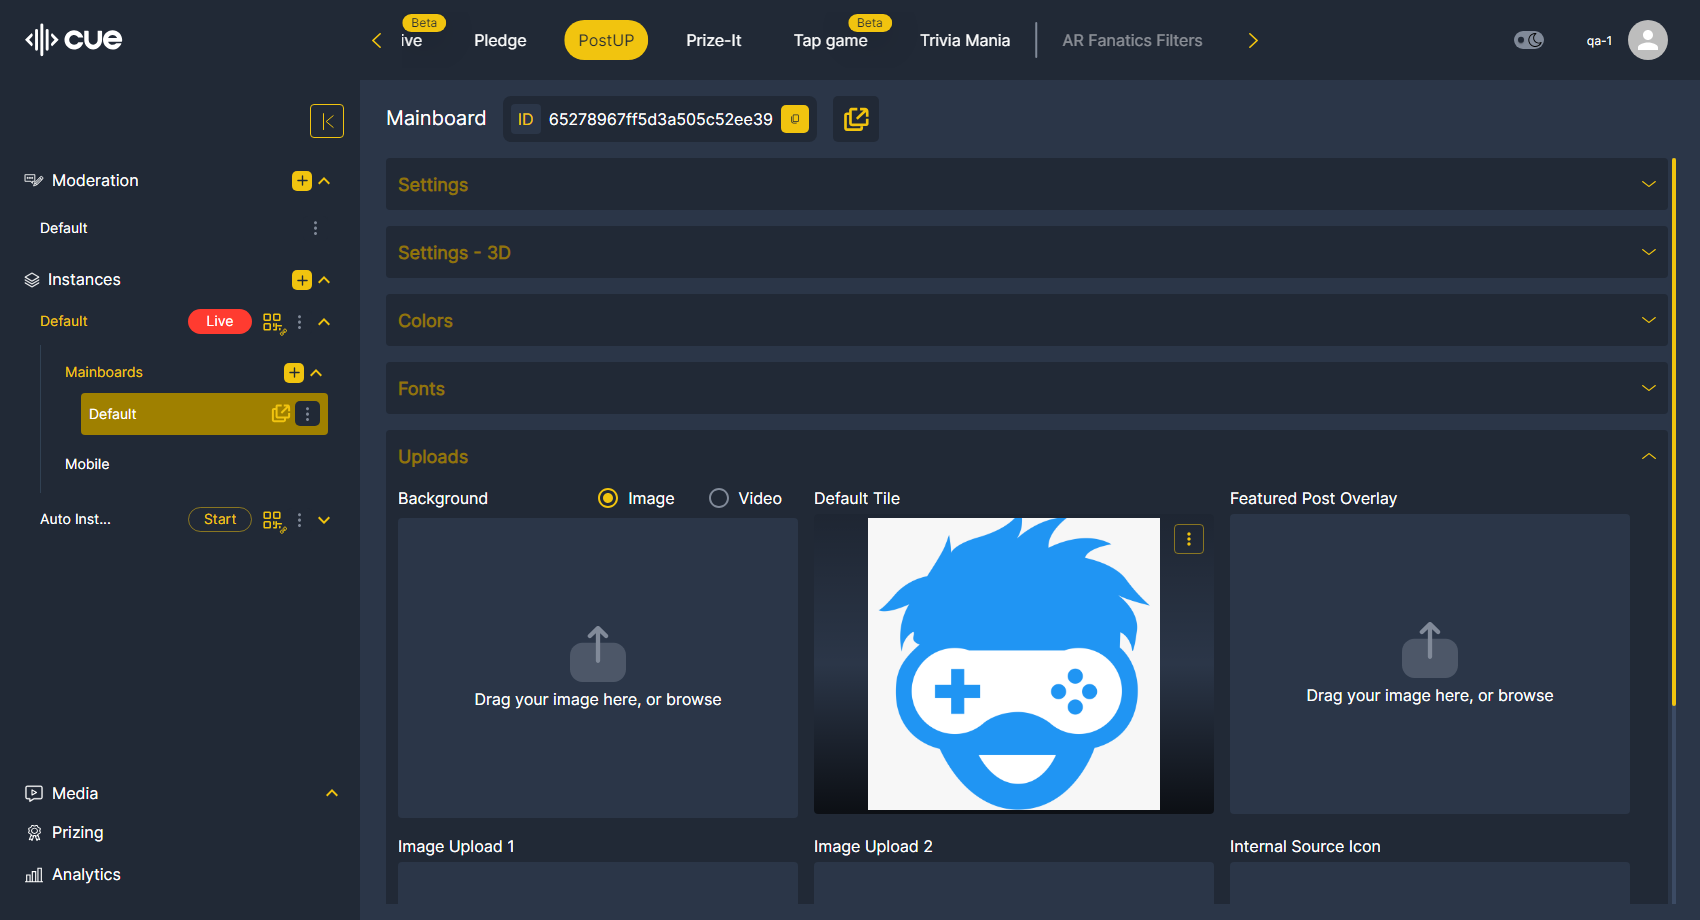 cue
Beta
ive
Pledge
PostUP
Prize-It
Beta
Tap game
Trivia Mania
AR Fanatics Filters
qa-1
Mainboard
ID
65278967ff5d3a505c52ee39
Moderation
Default
Instances
Default
Live
Mainboards
Default
Mobile
Auto Inst...
Start
Media
Prizing
Analytics
Settings
Settings - 3D
Colors
Fonts
Uploads
Background
Image
Video
Drag your image here, or browse
Default Tile
Featured Post Overlay
Drag your image here, or browse
Image Upload 1
Image Upload 2
Internal Source Icon